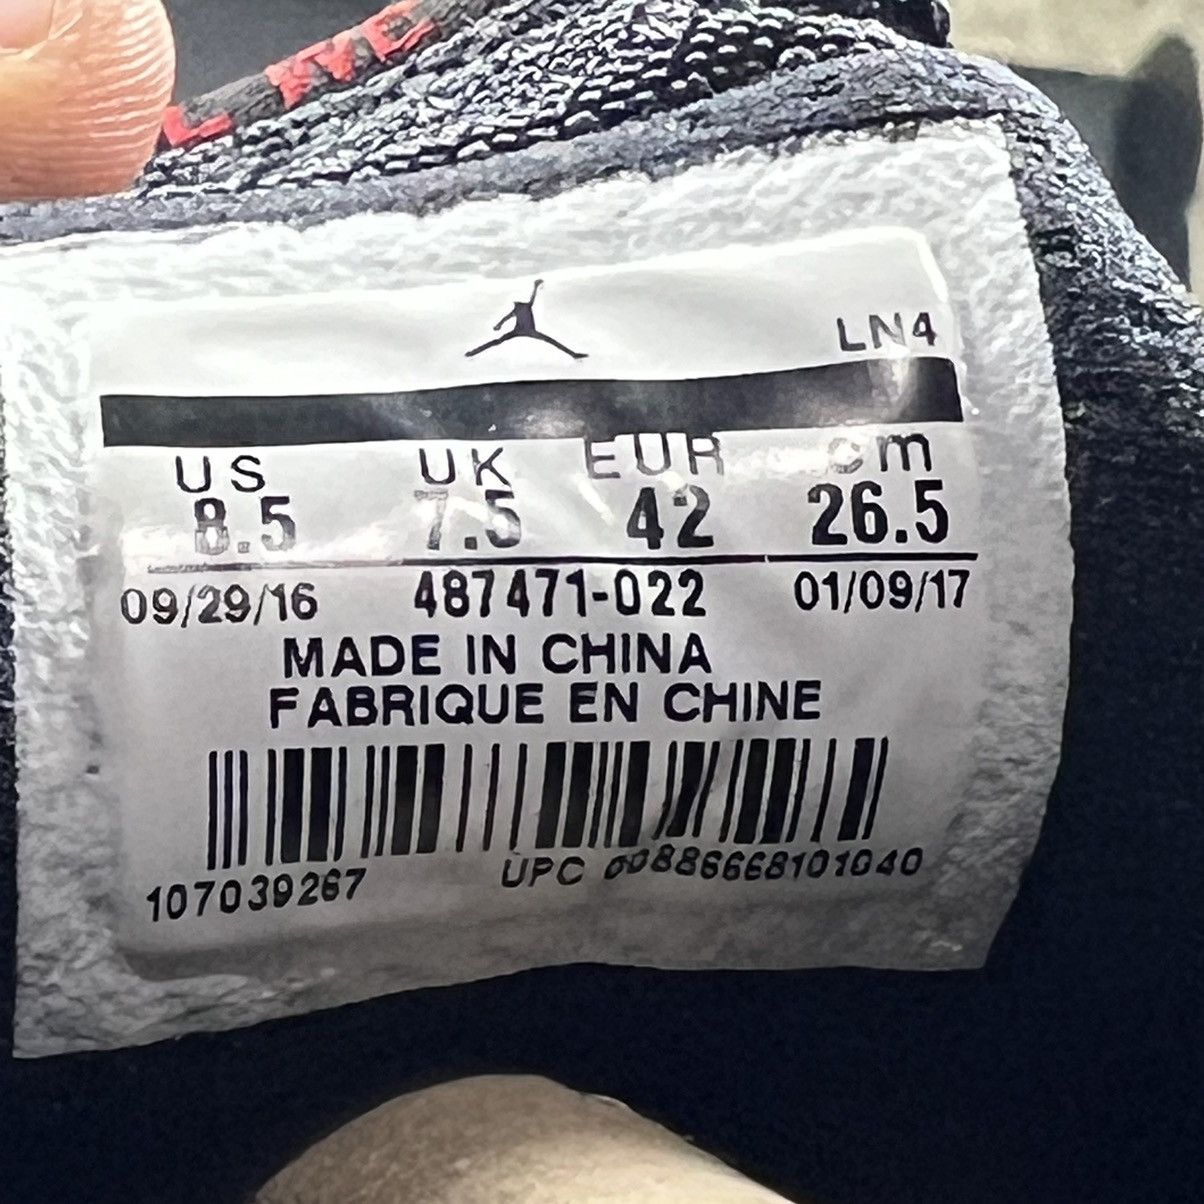 LN4
US UK EUR cm
8.5 7.5 42 26.5
09/29/16 487471-022 01/09/17
MADE IN CHINA
FABRIQUE EN CHINE
107039267 UPC 00886668101040